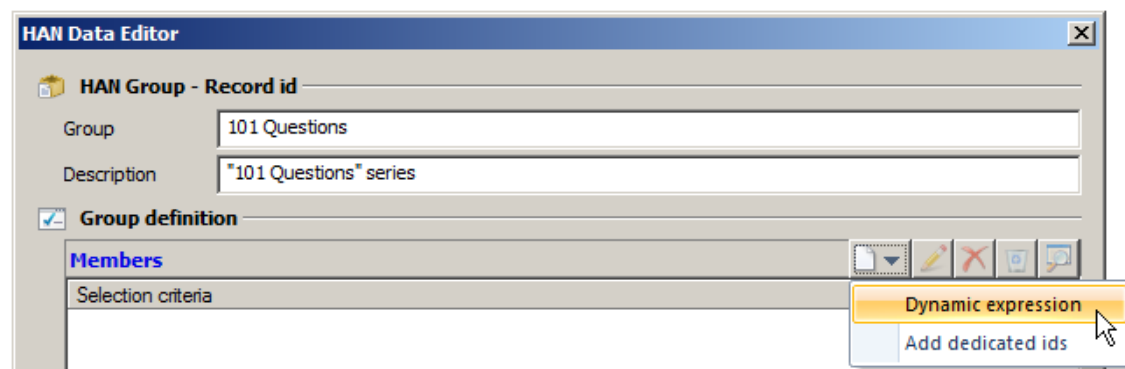 HAN Data Editor
HAN Group - Record id
Group 101 Questions
Description "101 Questions" series
Group definition
Members
Selection criteria
Dynamic expression
Add dedicated ids